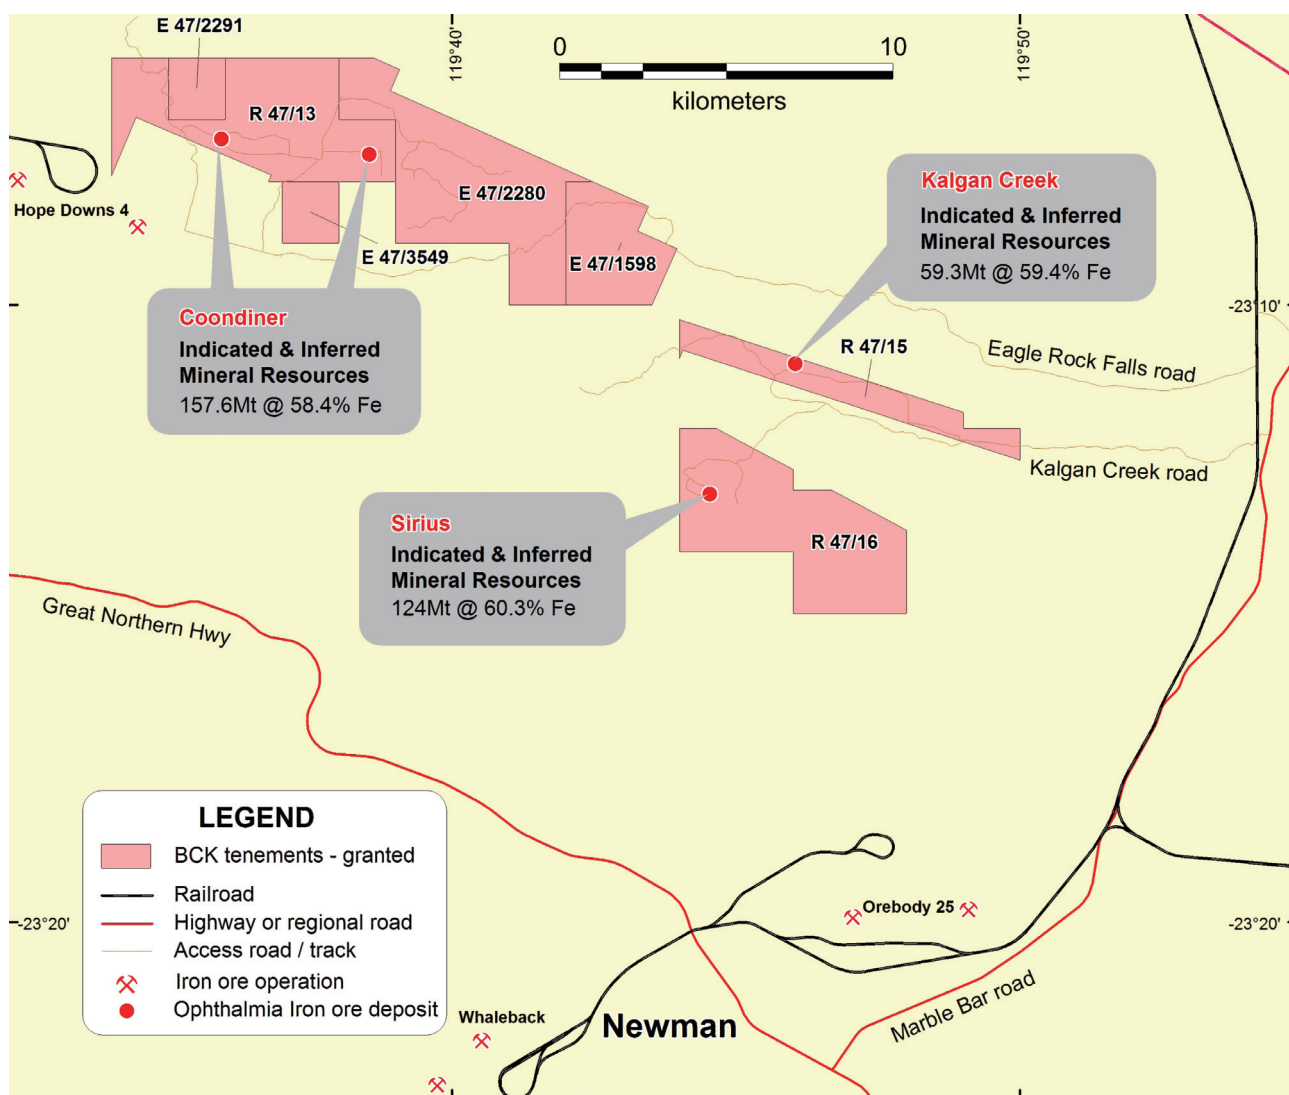 E 47/2291
119°40'
0
10
kilometers
119°50'
R 47/13
Hope Downs 4
E 47/2280
E 47/3549
E 47/1598
Kalgan Creek
Indicated & Inferred
Mineral Resources
59.3Mt @ 59.4% Fe
-23°10'
Coondiner
Indicated & Inferred
Mineral Resources
157.6Mt @ 58.4% Fe
R 47/15
Eagle Rock Falls road
Kalgan Creek road
Sirius
Indicated & Inferred
Mineral Resources
124Mt @ 60.3% Fe
R 47/16
Great Northern Hwy
LEGEND
BCK tenements - granted
Railroad
Highway or regional road
Access road / track
Iron ore operation
Ophthalmia Iron ore deposit
-23°20'
Orebody 25
-23°20'
Whaleback
Newman
Marble Bar road